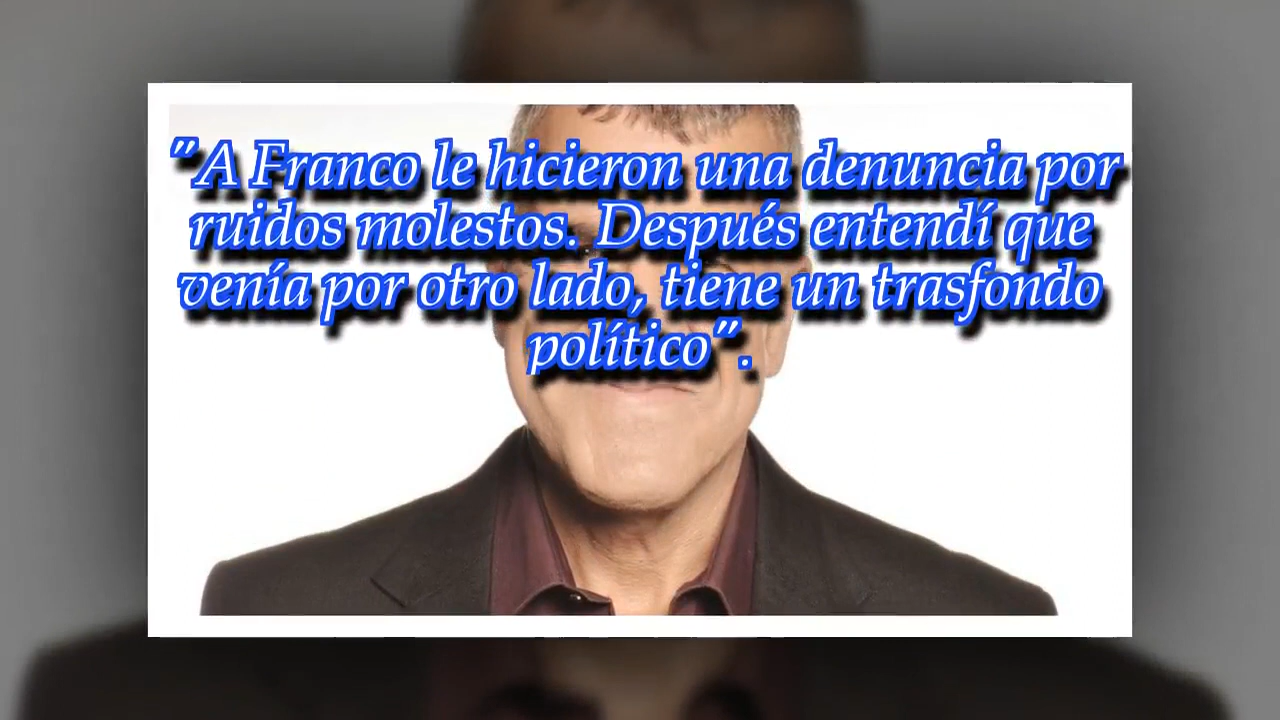 "A Franco le hicieron una denuncia por
ruidos molestos. Después entendí que
venía por otro lado, tiene un trasfondo
político".